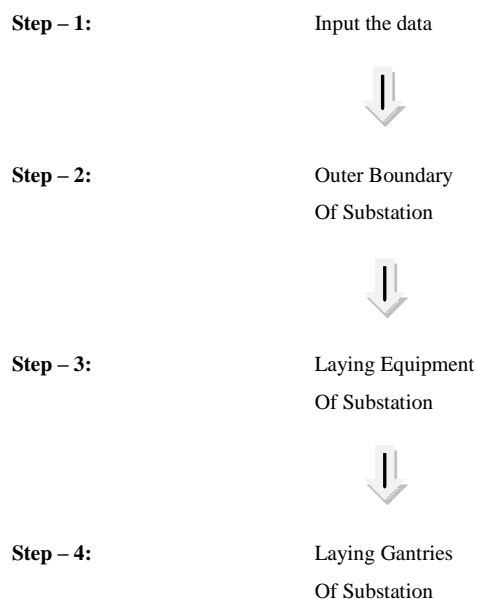 Step – 1: Input the data
Step – 2: Outer Boundary
Of Substation
Step – 3: Laying Equipment
Of Substation
Step – 4: Laying Gantries
Of Substation